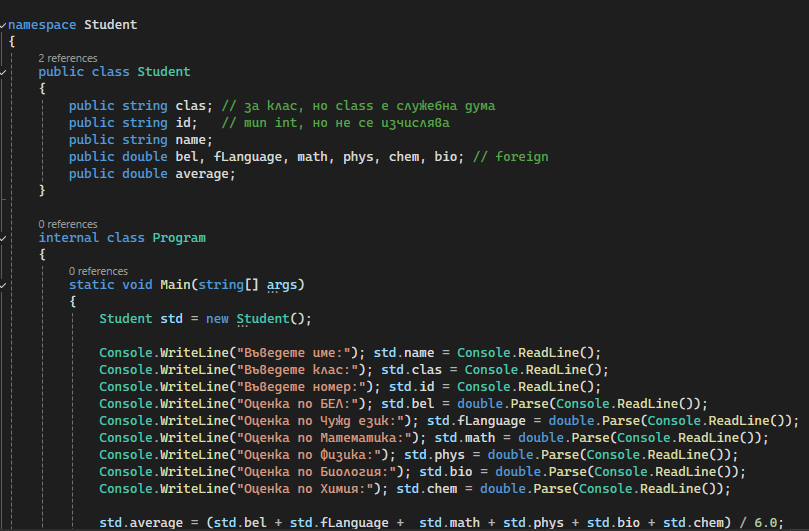 namespace Student
{
2 references
public class Student
{
public string clas; // за клас, но class е служебна дума
public string id; // тип int, но не се изчислява
public string name;
public double bel, fLanguage, math, phys, chem, bio; // foreign
public double average;
}
0 references
internal class Program
{
0 references
static void Main(string[] args)
{
Student std = new Student();
Console.WriteLine("Въведете име:"); std.name = Console.ReadLine();
Console.WriteLine("Въведете клас:"); std.clas = Console.ReadLine();
Console.WriteLine("Въведете номер:"); std.id = Console.ReadLine();
Console.WriteLine("Оценка по БЕЛ:"); std.bel = double.Parse(Console.ReadLine());
Console.WriteLine("Оценка по Чужд език:"); std.fLanguage = double.Parse(Console.ReadLine());
Console.WriteLine("Оценка по Математика:"); std.math = double.Parse(Console.ReadLine());
Console.WriteLine("Оценка по Физика:"); std.phys = double.Parse(Console.ReadLine());
Console.WriteLine("Оценка по Биология:"); std.bio = double.Parse(Console.ReadLine());
Console.WriteLine("Оценка по Химия:"); std.chem = double.Parse(Console.ReadLine());
std.average = (std.bel + std.fLanguage + std.math + std.phys + std.bio + std.chem) / 6.0;